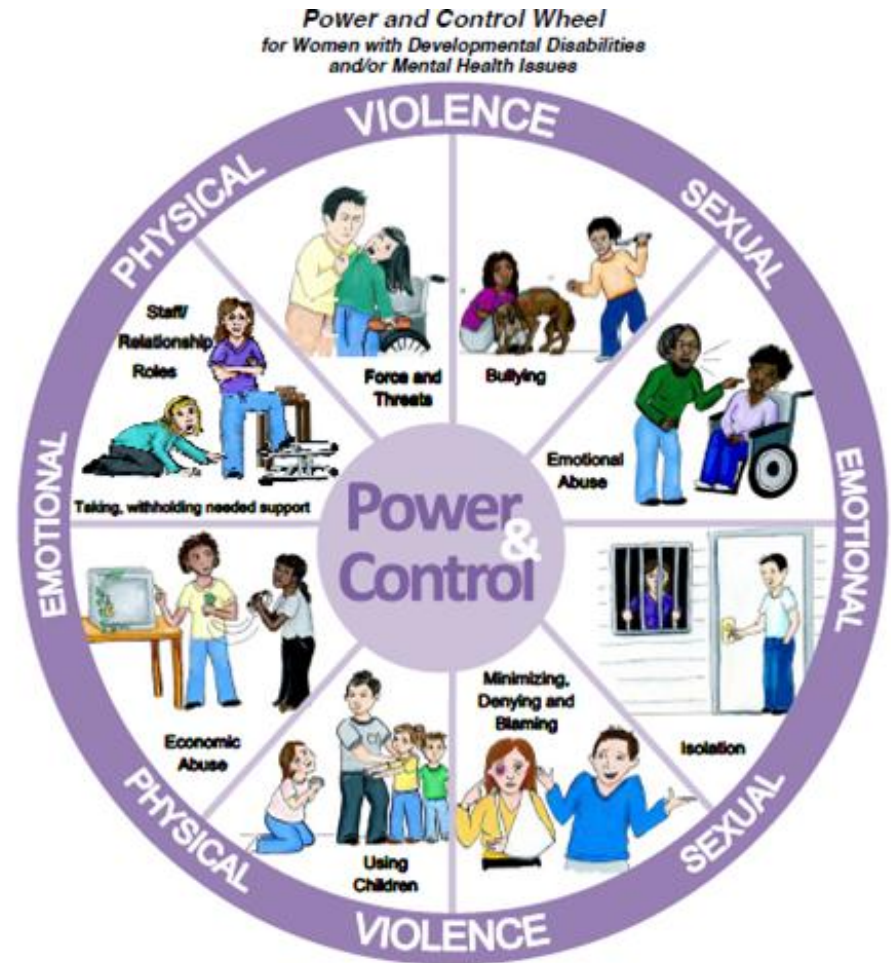 Power and Control Wheel
for Women with Developmental Disabilities
and/or Mental Health Issues
VIOLENCE
SEXUAL
EMOTIONAL
SEXUAL
VIOLENCE
PHYSICAL
EMOTIONAL
PHYSICAL
Power
&
Control
Bullying
Emotional
Abuse
Isolation
Minimizing,
Denying and
Blaming
Using
Children
Economic
Abuse
Staff/
Relationship
Roles
Taking, withholding needed support
Force and
Threats